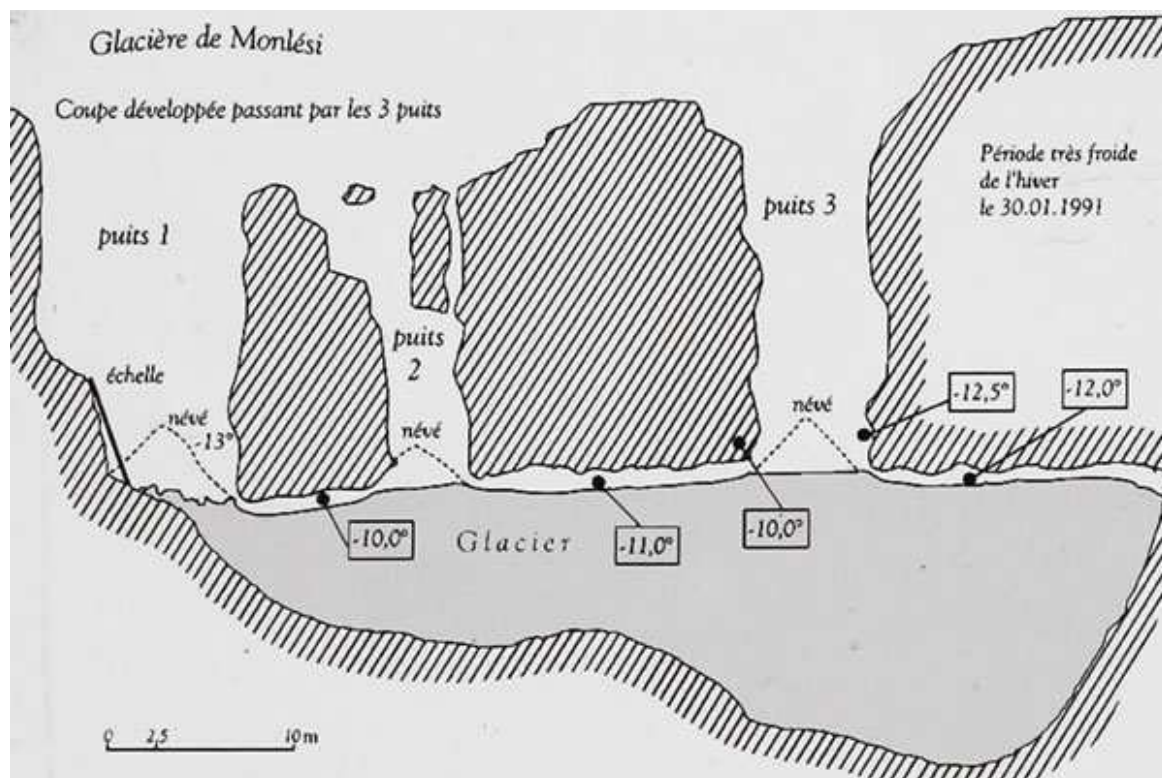 Glacière de Monlési
Coupe développée passant par les 3 puits
Période très froide
de l'hiver
le 30.01.1991
puits 1
puits 3
puits
2
échelle
névé
-13°
névé
névé
-12,5°
-12,0°
-10,0°
Glacier
-11,0°
-10,0°
0 2,5 10 m